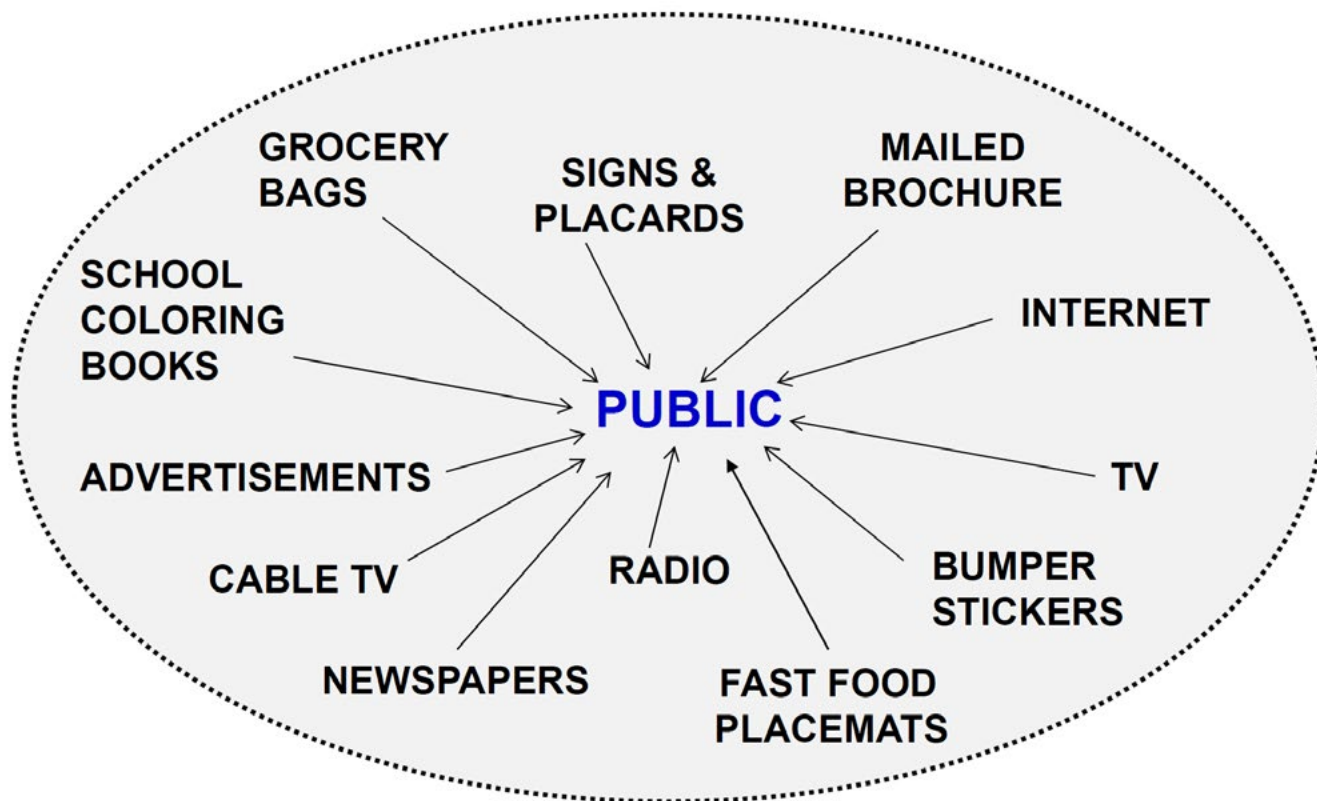 GROCERY
BAGS
SIGNS &
PLACARDS
MAILED
BROCHURE
SCHOOL
COLORING
BOOKS
INTERNET
PUBLIC
ADVERTISEMENTS
TV
CABLE TV
RADIO
BUMPER
STICKERS
NEWSPAPERS
FAST FOOD
PLACEMATS